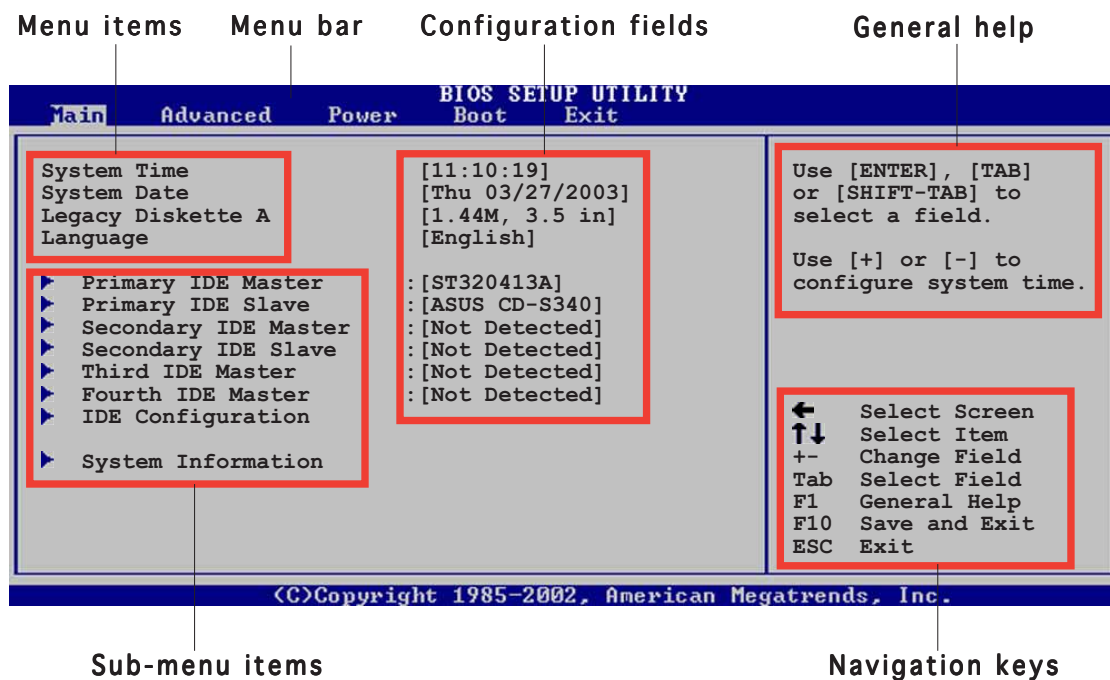 Menu items Menu bar Configuration fields General help
BIOS SETUP UTILITY
Main Advanced Power Boot Exit
System Time [11:10:19]
System Date [Thu 03/27/2003]
Legacy Diskette A [1.44M, 3.5 in]
Language [English]
Primary IDE Master :[ST320413A]
Primary IDE Slave :[ASUS CD-S340]
Secondary IDE Master :[Not Detected]
Secondary IDE Slave :[Not Detected]
Third IDE Master :[Not Detected]
Fourth IDE Master :[Not Detected]
IDE Configuration
System Information
Use [ENTER], [TAB]
or [SHIFT-TAB] to
select a field.
Use [+] or [-] to
configure system time.
← Select Screen
↑↓ Select Item
+- Change Field
Tab Select Field
F1 General Help
F10 Save and Exit
ESC Exit
(C)Copyright 1985-2002, American Megatrends, Inc.
Sub-menu items Navigation keys